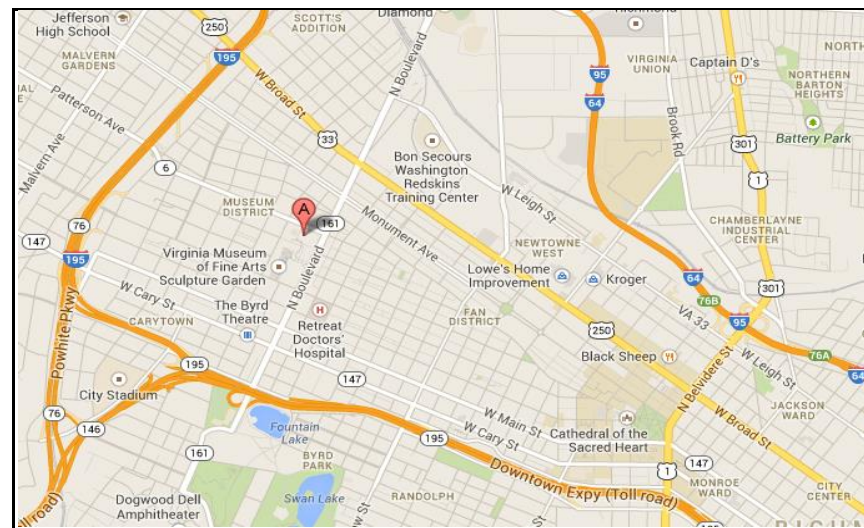 Jefferson
High School
SCOTT'S
ADDITION
Diamond
250
MALVERN
GARDENS
195
N Boulevard
95
64
VIRGINIA
UNION
Captain D's
NORTHERN
BARTON
HEIGHTS
Patterson Ave
W Broad St
33
Brook Rd
Battery Park
301
1
Malvern Ave
6
Bon Secours
Washington
Redskins
Training Center
W Leigh St
MUSEUM
DISTRICT
A
161
76
147
195
Monument Ave
CHAMBERLAYNE
INDUSTRIAL
CENTER
NEWTOWNE
WEST
Virginia Museum
of Fine Arts
Sculpture Garden
N Boulevard
Lowe's Home
Improvement
Kroger
64
76B
301
W Cary St
The Byrd
Theatre
Powhite Pkwy
CARYTOWN
Retreat
Doctors'
Hospital
FAN
DISTRICT
VA 33
250
95
76A
Black Sheep
W Leigh St
64
195
147
City Stadium
N Belvidere St
W Broad St
JACKSON
WARD
76
146
W Main St
W Cary St
Fountain
Lake
195
Cathedral of the
Sacred Heart
161
BYRD
PARK
Downtown Expy (Toll road)
1
147
MONROE
WARD
CITY
CENTER
Dogwood Dell
Amphitheater
Swan Lake
RANDOLPH
195